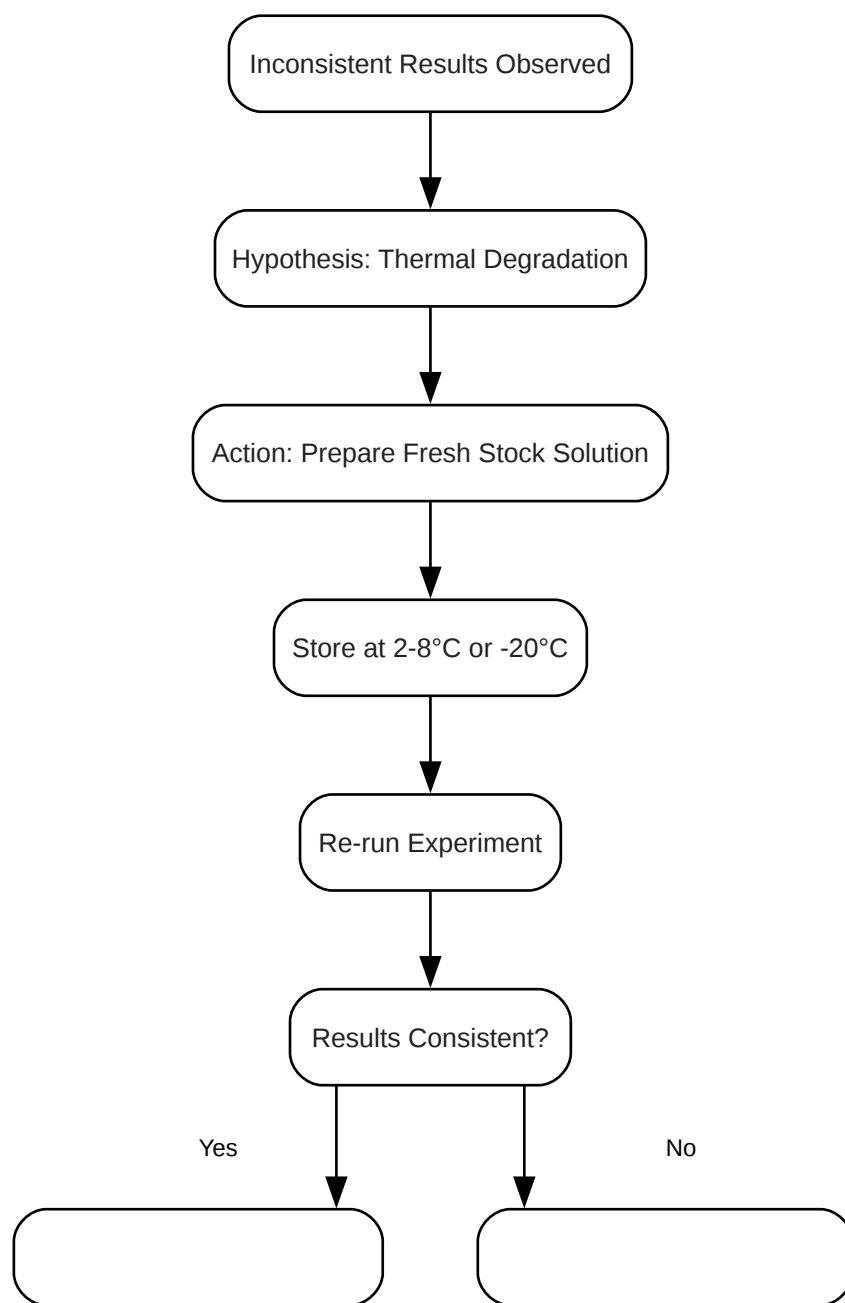 Inconsistent Results Observed
Hypothesis: Thermal Degradation
Action: Prepare Fresh Stock Solution
Store at 2-8°C or -20°C
Re-run Experiment
Results Consistent?
Yes
No